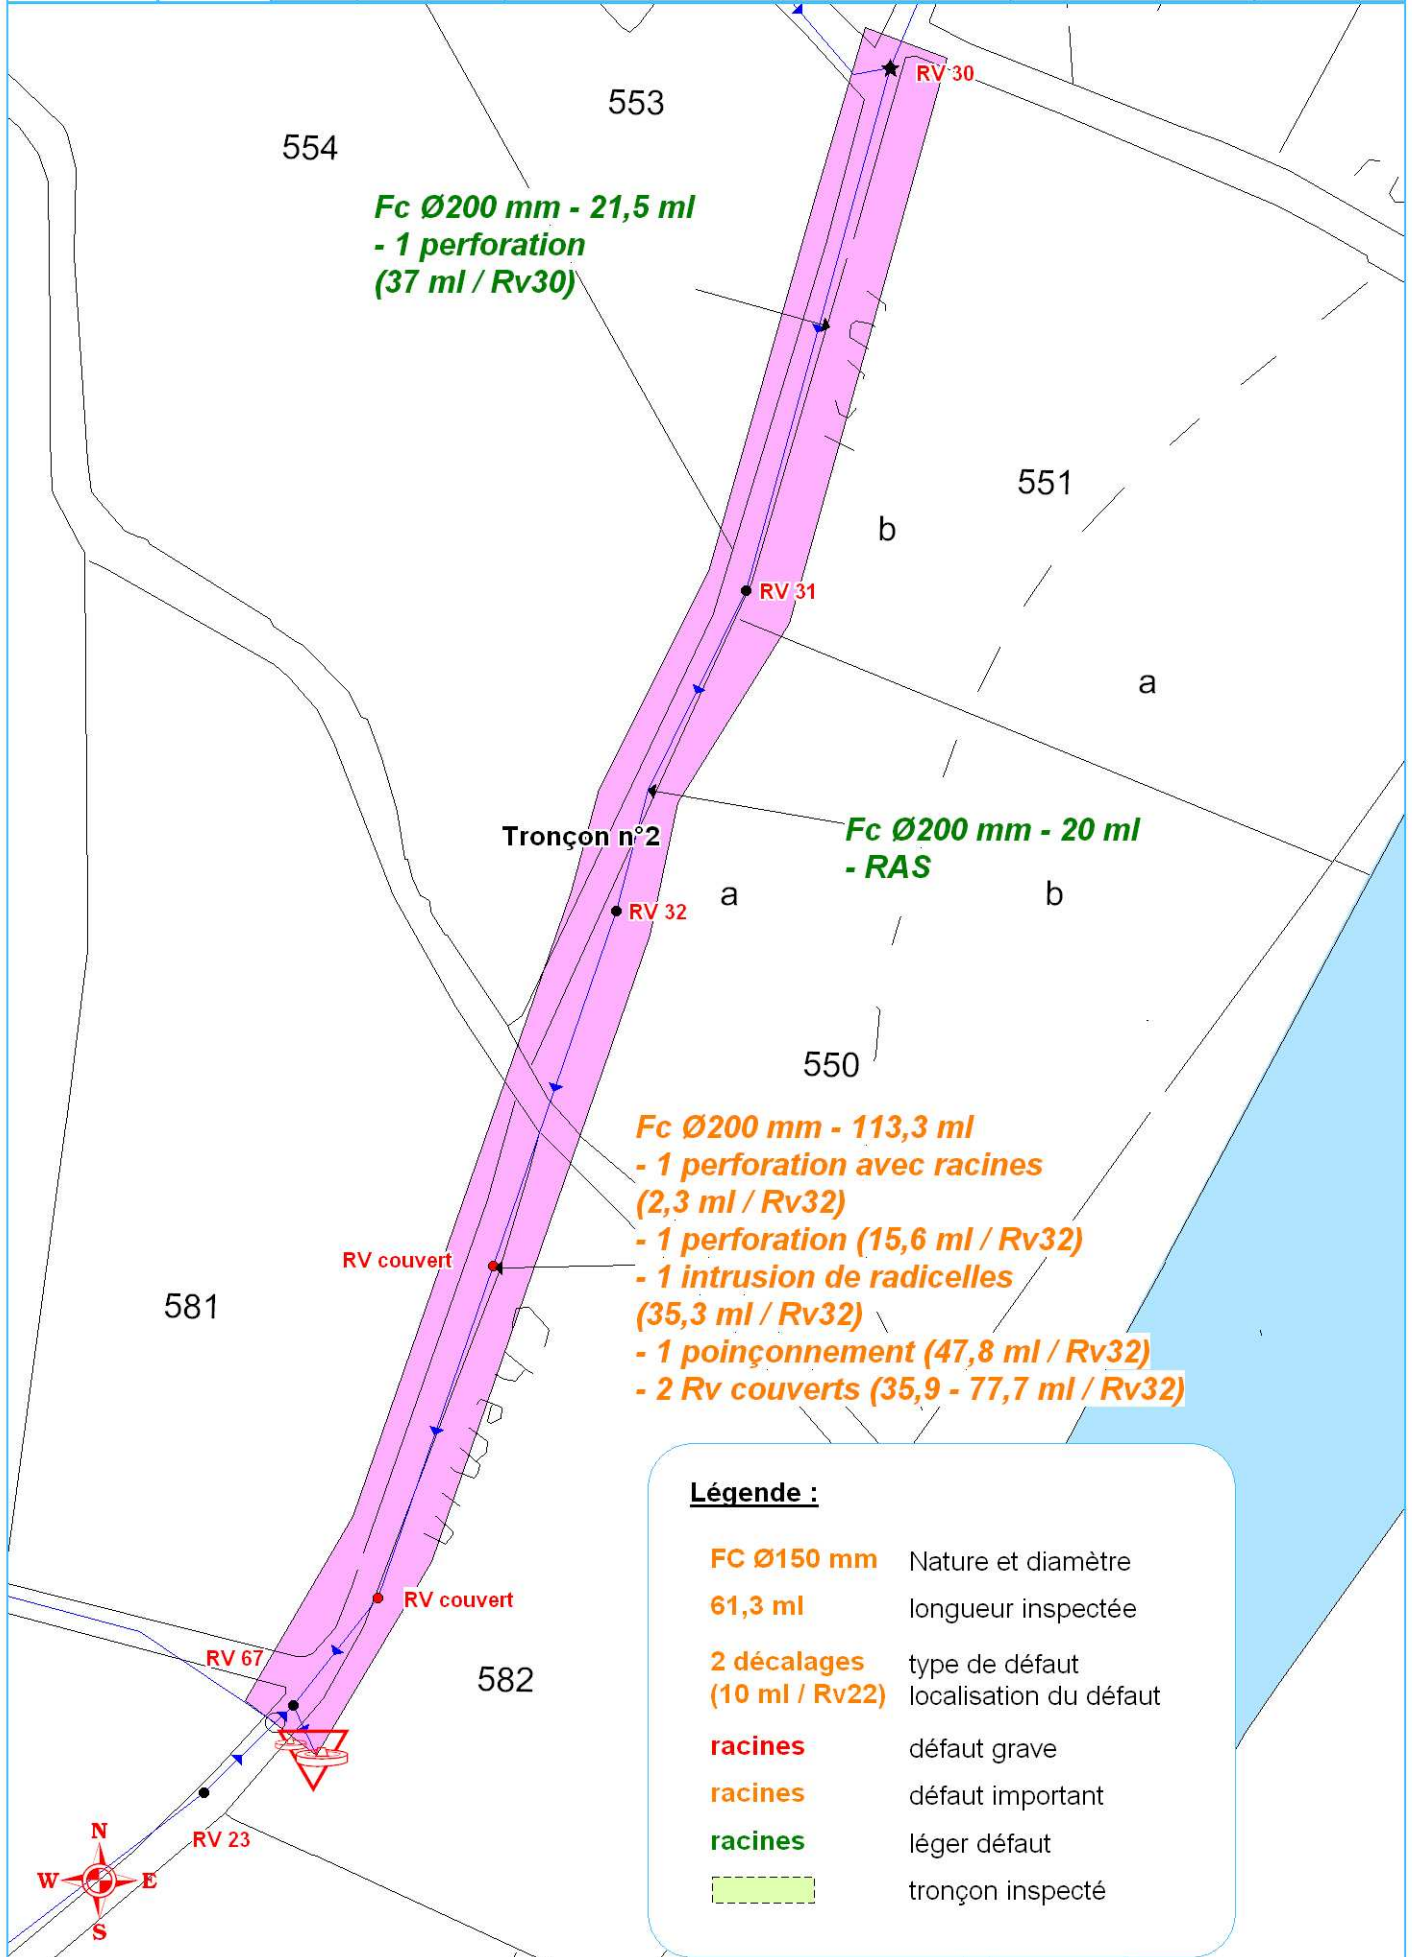 RV 30
553
554
Fc Ø200 mm - 21,5 ml
- 1 perforation
(37 ml / Rv30)
551
b
RV 31
a
Fc Ø200 mm - 20 ml
- RAS
Tronçon n°2
a
b
RV 32
550
Fc Ø200 mm - 113,3 ml
- 1 perforation avec racines
(2,3 ml / Rv32)
- 1 perforation (15,6 ml / Rv32)
- 1 intrusion de radicelles
(35,3 ml / Rv32)
- 1 poinçonnement (47,8 ml / Rv32)
- 2 Rv couverts (35,9 - 77,7 ml / Rv32)
RV couvert
581
RV couvert
RV 67
582
RV 23
N
W E
S
Légende :
FC Ø150 mm Nature et diamètre
61,3 ml longueur inspectée
2 décalages type de défaut
(10 ml / Rv22) localisation du défaut
racines défaut grave
racines défaut important
racines léger défaut
tronçon inspecté